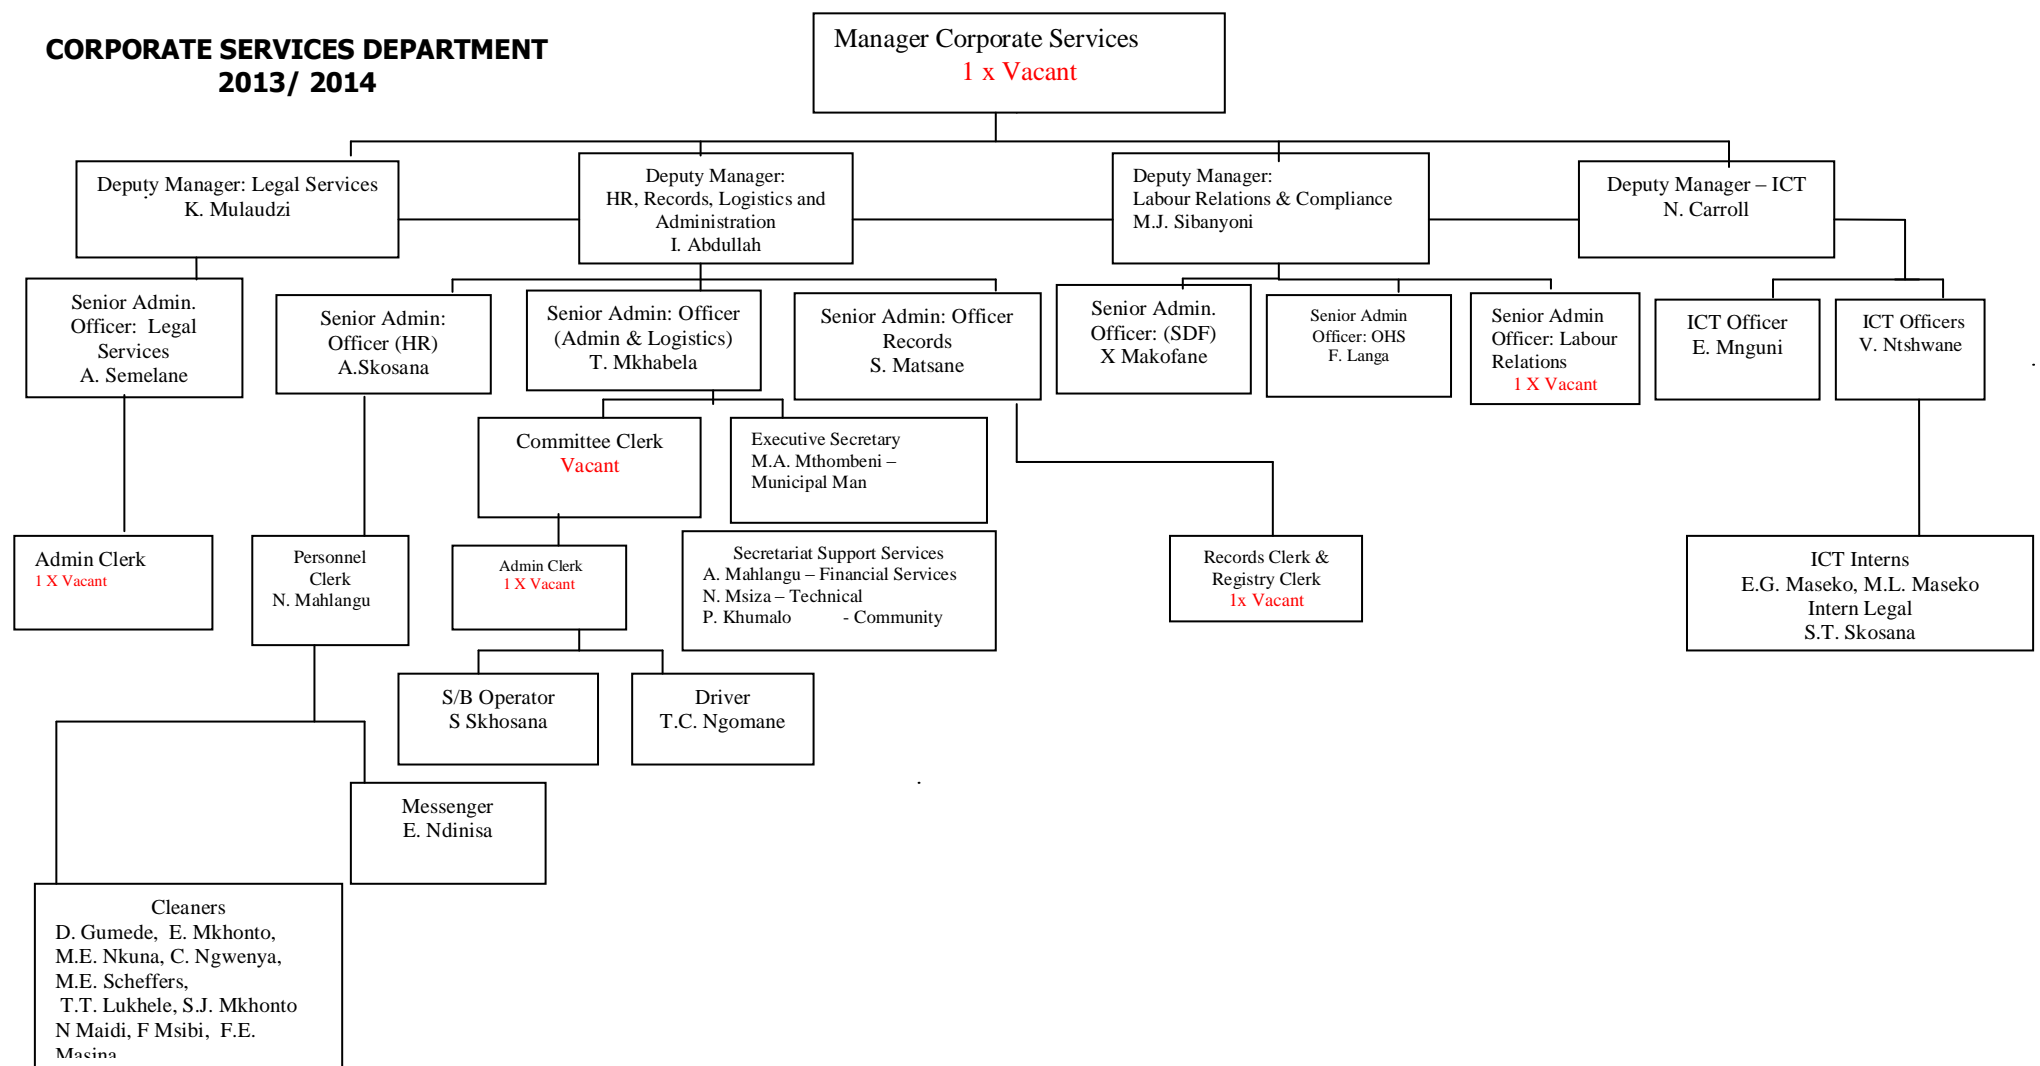 CORPORATE SERVICES DEPARTMENT
2013/ 2014
Manager Corporate Services
1 x Vacant
Deputy Manager: Legal Services
K. Mulaudzi
Deputy Manager:
HR, Records, Logistics and
Administration
I. Abdullah
Deputy Manager:
Labour Relations & Compliance
M.J. Sibanyoni
Deputy Manager – ICT
N. Carroll
Senior Admin.
Officer: Legal
Services
A. Semelane
Senior Admin:
Officer (HR)
A.Skosana
Senior Admin: Officer
(Admin & Logistics)
T. Mkhabela
Senior Admin: Officer
Records
S. Matsane
Senior Admin.
Officer: (SDF)
X Makofane
Senior Admin
Officer: OHS
F. Langa
Senior Admin
Officer: Labour
Relations
1 X Vacant
ICT Officer
E. Mnguni
ICT Officers
V. Ntshwane
Committee Clerk
Vacant
Executive Secretary
M.A. Mthombeni –
Municipal Man
Admin Clerk
1 X Vacant
Personnel
Clerk
N. Mahlangu
Admin Clerk
1 X Vacant
Secretariat Support Services
A. Mahlangu – Financial Services
N. Msiza – Technical
P. Khumalo - Community
Records Clerk &
Registry Clerk
1x Vacant
ICT Interns
E.G. Maseko, M.L. Maseko
Intern Legal
S.T. Skosana
S/B Operator
S Skhosana
Driver
T.C. Ngomane
Messenger
E. Ndinisa
Cleaners
D. Gumede, E. Mkhonto,
M.E. Nkuna, C. Ngwenya,
M.E. Scheffers,
T.T. Lukhele, S.J. Mkhonto
N Maidi, F Msibi, F.E.
Masina